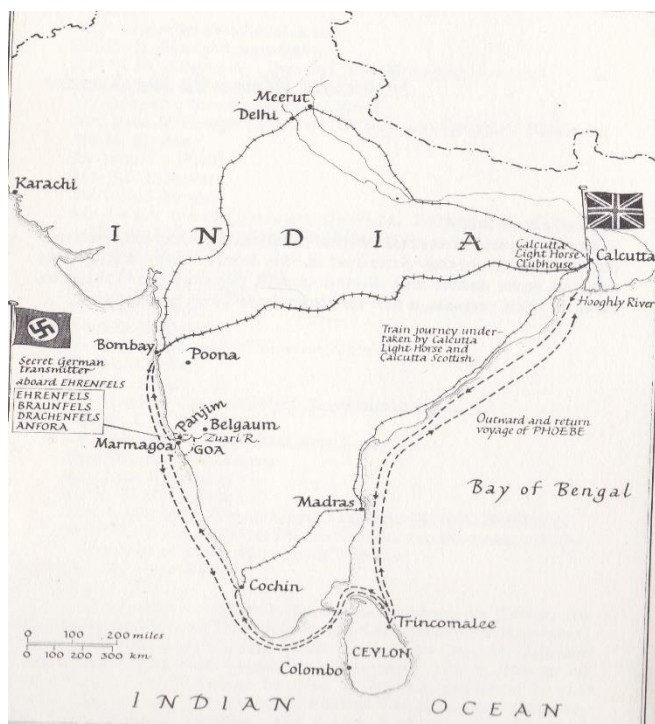 Meerut
Delhi
Karachi
INDIA
Calcutta
Light Horse
Clubhouse
Calcutta
Hooghly River
Bombay
Poona
Train journey under-
taken by Calcutta
Light Horse and
Calcutta Scottish
Secret German
transmitter
aboard EHRENFELS
EHRENFELS
BRAUNFELS
DRACHENFELS
ANFORA
Panjim
Belgaum
Zuari R.
Marmagoa
GOA
Outward and return
voyage of PHOEBE
Bay of Bengal
Madras
Cochin
Trincomalee
0 100 200 miles
0 100 200 300 km
CEYLON
Colombo
INDIAN OCEAN